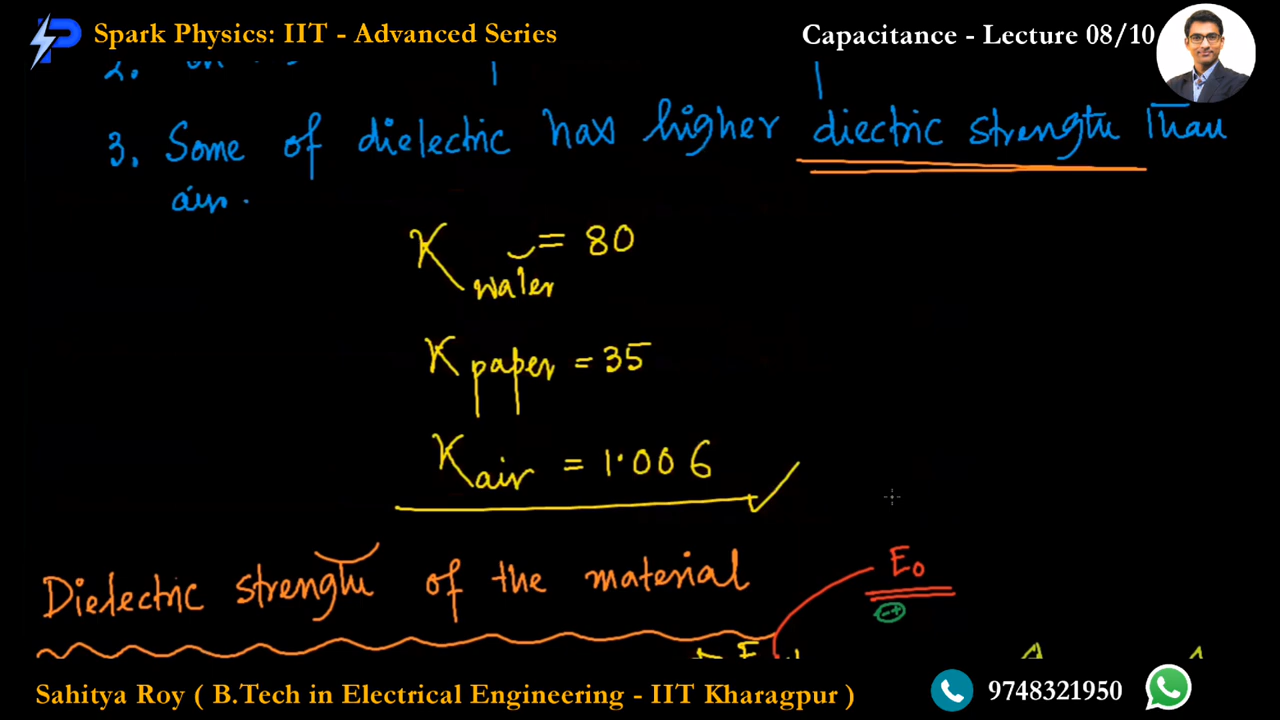 Spark Physics: IIT - Advanced Series
Capacitance - Lecture 08/10
2.
3. Some of dielectric has higher diectric strength than
air.
K water = 80
K paper = 35
K air = 1.006
Dielectric strength of the material
E0
-+
E
Sahitya Roy ( B.Tech in Electrical Engineering - IIT Kharagpur )
9748321950